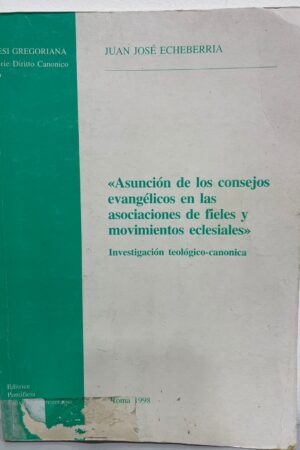 ESI GREGORIANA
rie Diritto Canonico
JUAN JOSÉ ECHEBERRIA
«Asunción de los consejos
evangélicos en las
asociaciones de fieles y
movimientos eclesiales»
Investigación teológico-canonica
Editrice
Pontificia
Roma 1998